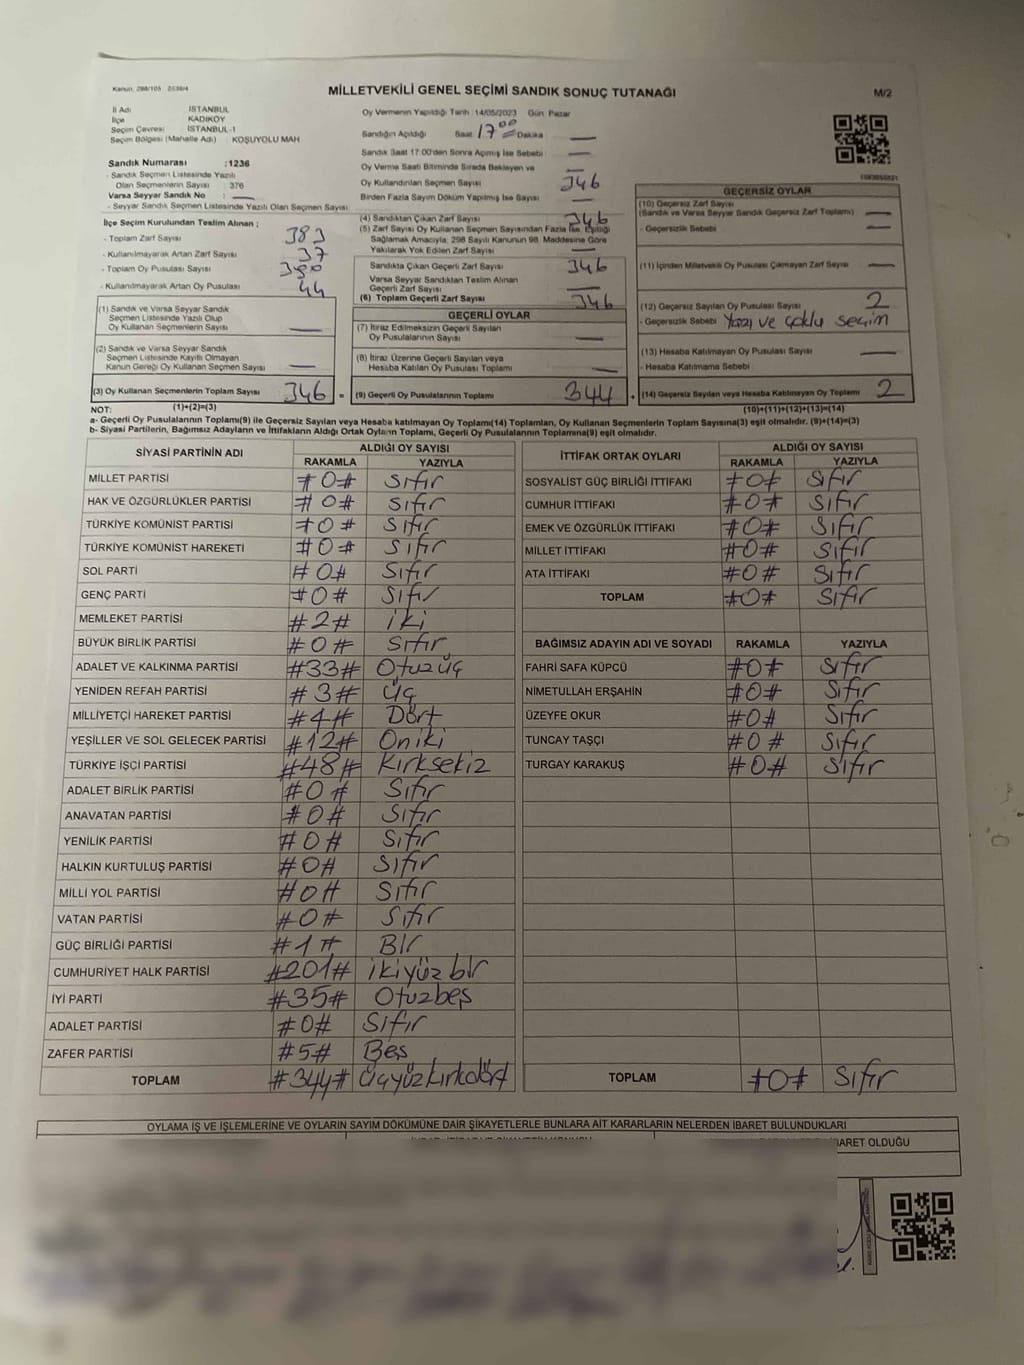 Kanun, 298/105 2839/4
MİLLETVEKİLİ GENEL SEÇİMİ SANDIK SONUÇ TUTANAĞI
M/2
İl Adı İSTANBUL
İlçe KADIKÖY
Seçim Çevresi İSTANBUL-1
Seçim Bölgesi (Mahalle Adı) : KOŞUYOLU MAH
Sandık Numarası :1236
- Sandık Seçmen Listesinde Yazılı
Olan Seçmenlerin Sayısı : 376
Varsa Seyyar Sandık No : —
- Seyyar Sandık Seçmen Listesinde Yazılı Olan Seçmen Sayısı
İlçe Seçim Kurulundan Teslim Alınan ;
- Toplam Zarf Sayısı 383
- Kullanılmayarak Artan Zarf Sayısı 37
- Toplam Oy Pusulası Sayısı
- Kullanılmayarak Artan Oy Pusulası 44
(1) Sandık ve Varsa Seyyar Sandık
Seçmen Listesinde Yazılı Olup
Oy Kullanan Seçmenlerin Sayısı —
(2) Sandık ve Varsa Seyyar Sandık
Seçmen Listesinde Kayıtlı Olmayan
Kanun Gereği Oy Kullanan Seçmen Sayısı —
(3) Oy Kullanan Seçmenlerin Toplam Sayısı 346 =
(1)+(2)=(3)
Oy Vermenin Yapıldığı Tarih : 14/05/2023 Gün Pazar
Sandığın Açıldığı Saat 17 00 Dakika —
Sandık Saat 17:00'den Sonra Açılmış İse Sebebi —
Oy Verme Saati Bitiminde Sırada Bekleyen ve —
Oy Kullandırılan Seçmen Sayısı 346
Birden Fazla Sayım Döküm Yapılmış İse Sayısı —
(4) Sandıktan Çıkan Zarf Sayısı 346
(5) Zarf Sayısı Oy Kullanan Seçmen Sayısından Fazla İse, Eşitliği
Sağlamak Amacıyla; 298 Sayılı Kanunun 98. Maddesine Göre
Yakılarak Yok Edilen Zarf Sayısı —
Sandıkta Çıkan Geçerli Zarf Sayısı 346
Varsa Seyyar Sandıktan Teslim Alınan
Geçerli Zarf Sayısı —
(6) Toplam Geçerli Zarf Sayısı 346
GEÇERLİ OYLAR
(7) İtiraz Edilmeksizin Geçerli Sayılan
Oy Pusulalarının Sayısı —
(8) İtiraz Üzerine Geçerli Sayılan veya
Hesaba Katılan Oy Pusulası Toplamı —
(9) Geçerli Oy Pusulalarının Toplamı 344 +
GEÇERSİZ OYLAR
(10) Geçersiz Zarf Sayısı
(Sandık ve Varsa Seyyar Sandık Geçersiz Zarf Toplamı) —
- Geçersizlik Sebebi —
(11) İçinden Milletvekili Oy Pusulası Çıkmayan Zarf Sayısı —
(12) Geçersiz Sayılan Oy Pusulası Sayısı 2
- Geçersizlik Sebebi Yazı ve çoklu seçim
(13) Hesaba Katılmayan Oy Pusulası Sayısı —
- Hesaba Katılmama Sebebi
(14) Geçersiz Sayılan veya Hesaba Katılmayan Oy Toplamı 2
(10)+(11)+(12)+(13)=(14)
NOT:
a- Geçerli Oy Pusulalarının Toplamı(9) ile Geçersiz Sayılan veya Hesaba katılmayan Oy Toplamı(14) Toplamları, Oy Kullanan Seçmenlerin Toplam Sayısına(3) eşit olmalıdır. (9)+(14)=(3)
b- Siyasi Partilerin, Bağımsız Adayların ve İttifakların Aldığı Ortak Oyların Toplamı, Geçerli Oy Pusulalarının Toplamına(9) eşit olmalıdır.
SİYASİ PARTİNİN ADI ALDIĞI OY SAYISI
RAKAMLA YAZIYLA
MİLLET PARTİSİ #0# Sıfır
HAK VE ÖZGÜRLÜKLER PARTİSİ #0# Sıfır
TÜRKİYE KOMÜNİST PARTİSİ #0# Sıfır
TÜRKİYE KOMÜNİST HAREKETİ #0# Sıfır
SOL PARTİ #0# Sıfır
GENÇ PARTİ #0# Sıfır
MEMLEKET PARTİSİ #2# iki
BÜYÜK BİRLİK PARTİSİ #0# Sıfır
ADALET VE KALKINMA PARTİSİ #33# Otuzüç
YENİDEN REFAH PARTİSİ #3# Üç
MİLLİYETÇİ HAREKET PARTİSİ #4# Dört
YEŞİLLER VE SOL GELECEK PARTİSİ #12# Oniki
TÜRKİYE İŞÇİ PARTİSİ #48# Kırksekiz
ADALET BİRLİK PARTİSİ #0# Sıfır
ANAVATAN PARTİSİ #0# Sıfır
YENİLİK PARTİSİ #0# Sıfır
HALKIN KURTULUŞ PARTİSİ #0# Sıfır
MİLLİ YOL PARTİSİ #0# Sıfır
VATAN PARTİSİ #0# Sıfır
GÜÇ BİRLİĞİ PARTİSİ #1# Bir
CUMHURİYET HALK PARTİSİ #201# ikiyüzbir
İYİ PARTİ #35# Otuzbeş
ADALET PARTİSİ #0# Sıfır
ZAFER PARTİSİ #5# Beş
TOPLAM #344# Üçyüzkırkdört
İTTİFAK ORTAK OYLARI ALDIĞI OY SAYISI
RAKAMLA YAZIYLA
SOSYALİST GÜÇ BİRLİĞİ İTTİFAKI #0# Sıfır
CUMHUR İTTİFAKI #0# Sıfır
EMEK VE ÖZGÜRLÜK İTTİFAKI #0# Sıfır
MİLLET İTTİFAKI #0# Sıfır
ATA İTTİFAKI #0# Sıfır
TOPLAM #0# Sıfır
BAĞIMSIZ ADAYIN ADI VE SOYADI RAKAMLA YAZIYLA
FAHRİ SAFA KÜPCÜ #0# Sıfır
NİMETULLAH ERŞAHİN #0# Sıfır
ÜZEYFE OKUR #0# Sıfır
TUNCAY TAŞÇI #0# Sıfır
TURGAY KARAKUŞ #0# Sıfır
TOPLAM #0# Sıfır
OYLAMA İŞ VE İŞLEMLERİNE VE OYLARIN SAYIM DÖKÜMÜNE DAİR ŞİKAYETLERLE BUNLARA AİT KARARLARIN NELERDEN İBARET BULUNDUKLARI
İBARET OLDUĞU